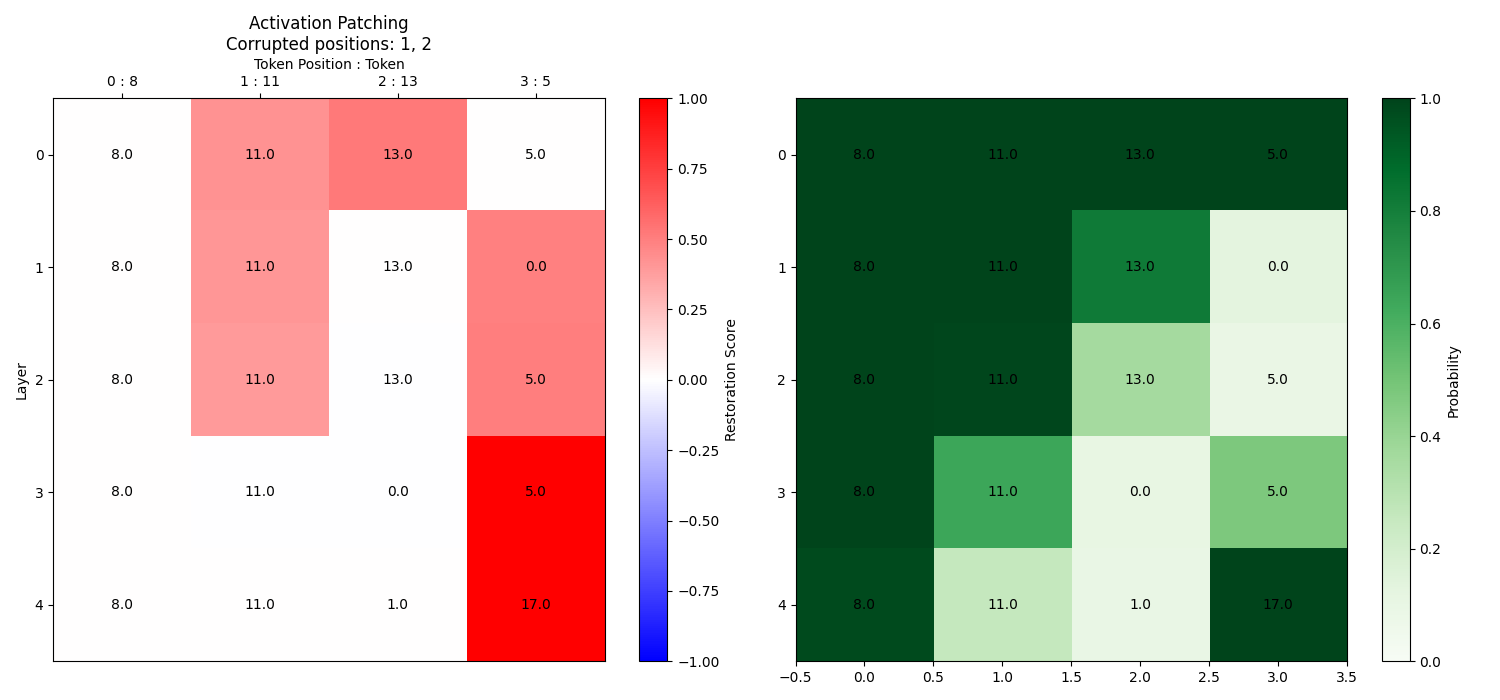 Activation Patching
Corrupted positions: 1, 2
Token Position : Token
0 : 8 1 : 11 2 : 13 3 : 5
Layer
0 8.0 11.0 13.0 5.0
1 8.0 11.0 13.0 0.0
2 8.0 11.0 13.0 5.0
3 8.0 11.0 0.0 5.0
4 8.0 11.0 1.0 17.0
1.00
0.75
0.50
0.25
0.00
−0.25
−0.50
−0.75
−1.00
Restoration Score
0 8.0 11.0 13.0 5.0
1 8.0 11.0 13.0 0.0
2 8.0 11.0 13.0 5.0
3 8.0 11.0 0.0 5.0
4 8.0 11.0 1.0 17.0
−0.5 0.0 0.5 1.0 1.5 2.0 2.5 3.0 3.5
1.0
0.8
0.6
0.4
0.2
0.0
Probability